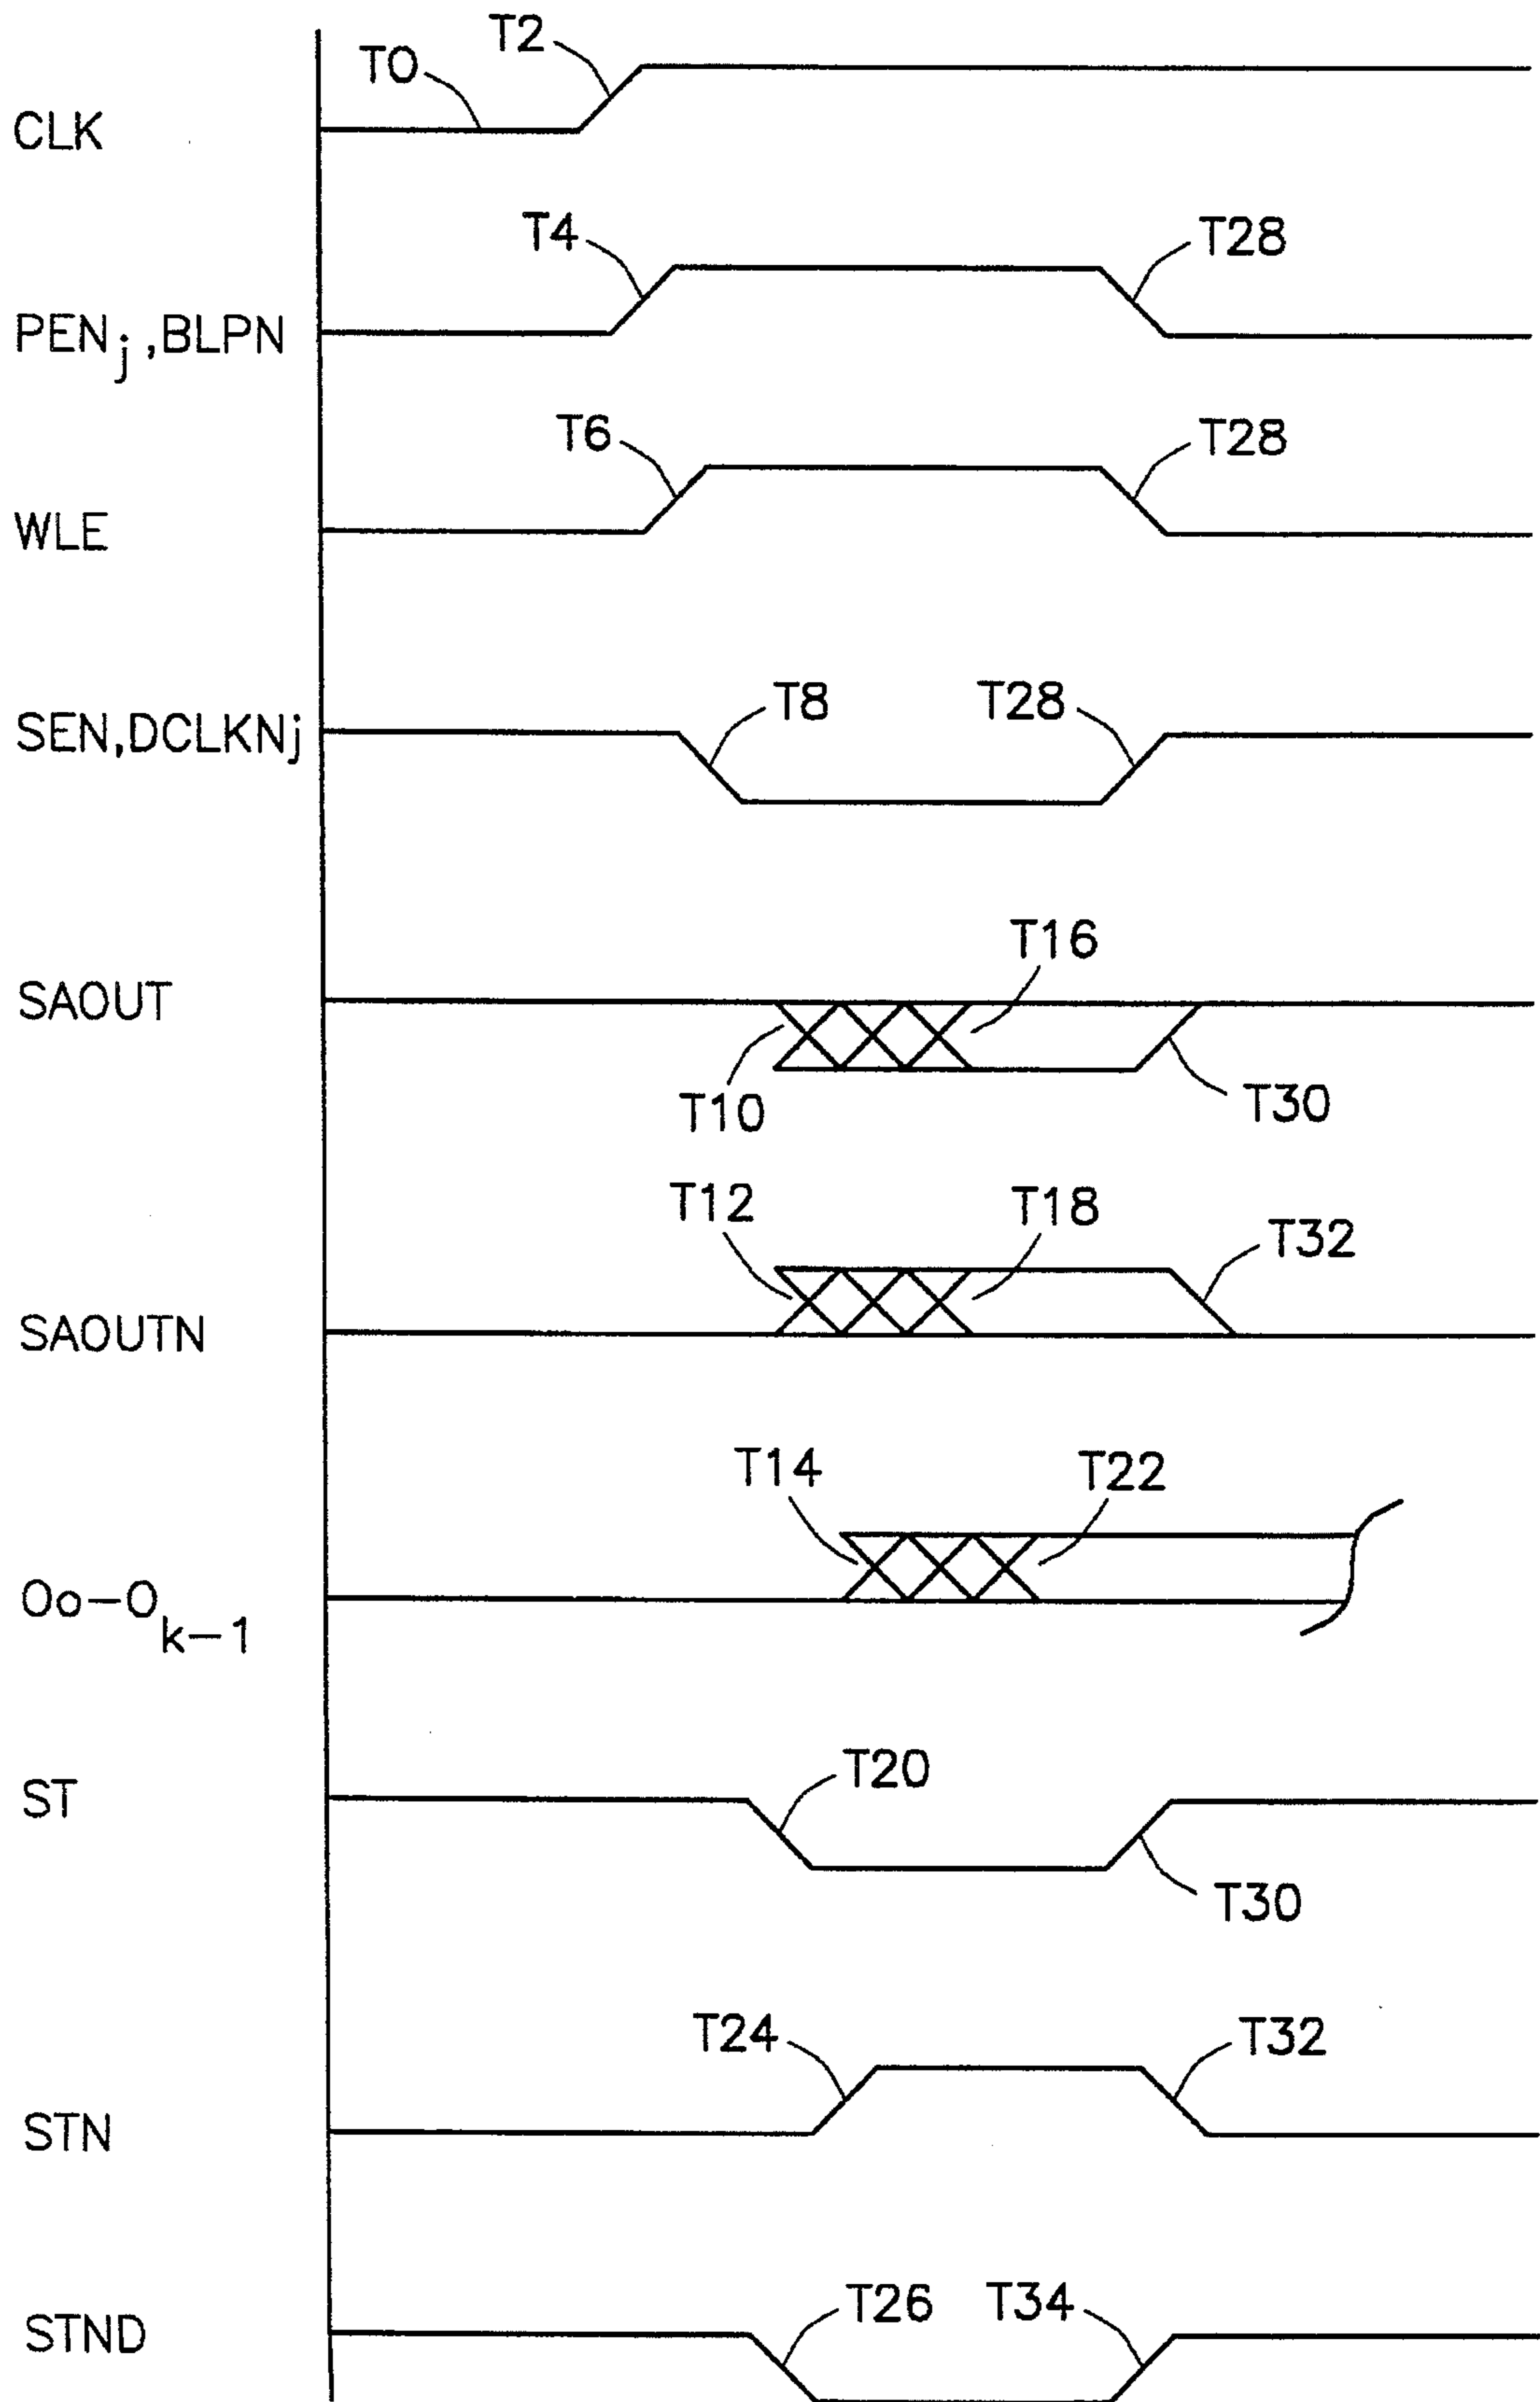 T0 T2
CLK
T4 T28
PENj,BLPN
T6 T28
WLE
SEN,DCLKNj T8 T28
T16
SAOUT
T10 T30
T12 T18 T32
SAOUTN
T14 T22
Oo-Ok-1
T20
ST
T30
T24 T32
STN
T26 T34
STND